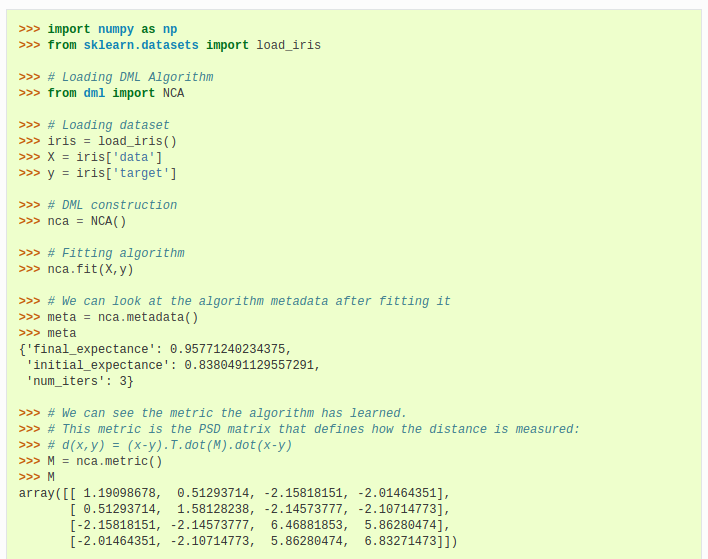 >>> import numpy as np
>>> from sklearn.datasets import load_iris
>>> # Loading DML Algorithm
>>> from dml import NCA
>>> # Loading dataset
>>> iris = load_iris()
>>> X = iris['data']
>>> y = iris['target']
>>> # DML construction
>>> nca = NCA()
>>> # Fitting algorithm
>>> nca.fit(X,y)
>>> # We can look at the algorithm metadata after fitting it
>>> meta = nca.metadata()
>>> meta
{'final_expectance': 0.95771240234375,
 'initial_expectance': 0.8380491129557291,
 'num_iters': 3}
>>> # We can see the metric the algorithm has learned.
>>> # This metric is the PSD matrix that defines how the distance is measured:
>>> # d(x,y) = (x-y).T.dot(M).dot(x-y)
>>> M = nca.metric()
>>> M
array([[ 1.19098678,  0.51293714, -2.15818151, -2.01464351],
       [ 0.51293714,  1.58128238, -2.14573777, -2.10714773],
       [-2.15818151, -2.14573777,  6.46881853,  5.86280474],
       [-2.01464351, -2.10714773,  5.86280474,  6.83271473]])